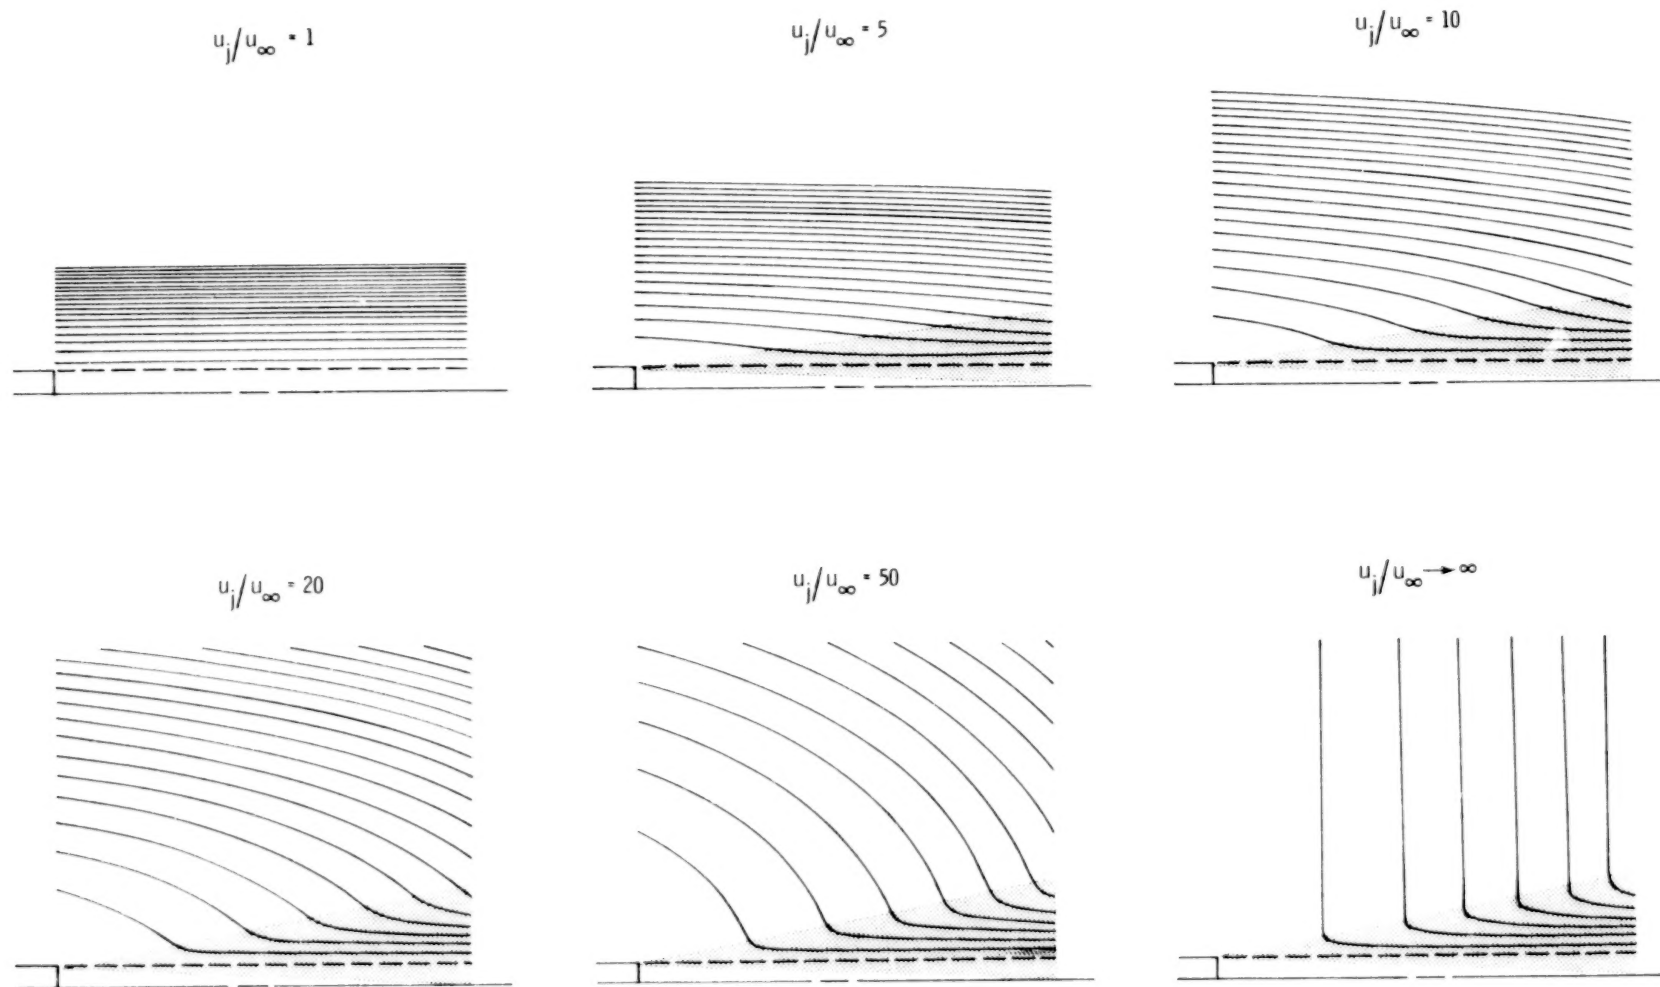 u_j/u_∞ = 1
u_j/u_∞ = 5
u_j/u_∞ = 10
u_j/u_∞ = 20
u_j/u_∞ = 50
u_j/u_∞ → ∞